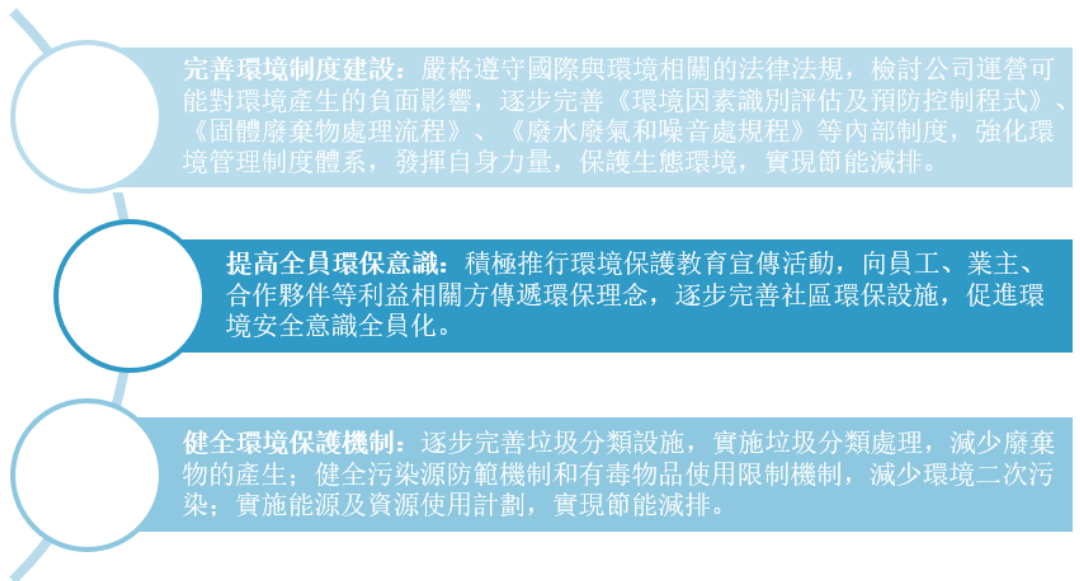 完善環境制度建設：嚴格遵守國際與環境相關的法律法規，檢討公司運營可
能對環境產生的負面影響，逐步完善《環境因素識別評估及預防控制程式》、
《固體廢棄物處理流程》、《廢水廢氣和噪音處規程》等內部制度，強化環
境管理制度體系，發揮自身力量，保護生態環境，實現節能減排。
提高全員環保意識：積極推行環境保護教育宣傳活動，向員工、業主、
合作夥伴等利益相關方傳遞環保理念，逐步完善社區環保設施，促進環
境安全意識全員化。
健全環境保護機制：逐步完善垃圾分類設施，實施垃圾分類處理，減少廢棄
物的產生；健全污染源防範機制和有毒物品使用限制機制，減少環境二次污
染；實施能源及資源使用計劃，實現節能減排。